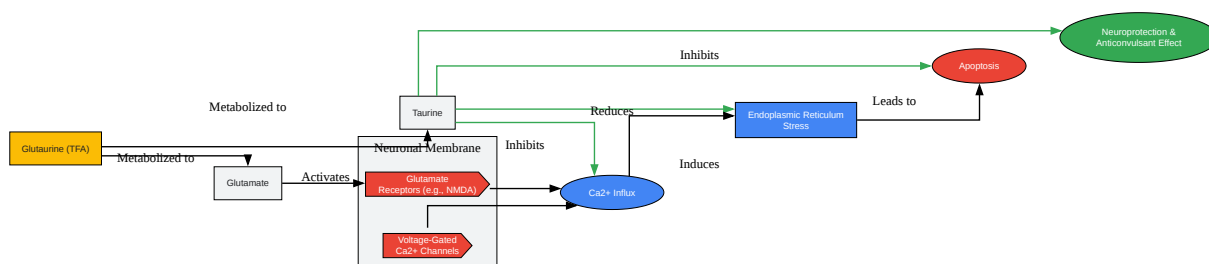 Neuroprotection &
Anticonvulsant Effect
Inhibits
Apoptosis
Metabolized to
Taurine
Reduces
Endoplasmic Reticulum
Stress
Leads to
Glutaurine (TFA)
Metabolized to
Neuronal Membrane
Inhibits
Induces
Glutamate
Activates
Glutamate
Receptors (e.g., NMDA)
Ca2+ Influx
Voltage-Gated
Ca2+ Channels